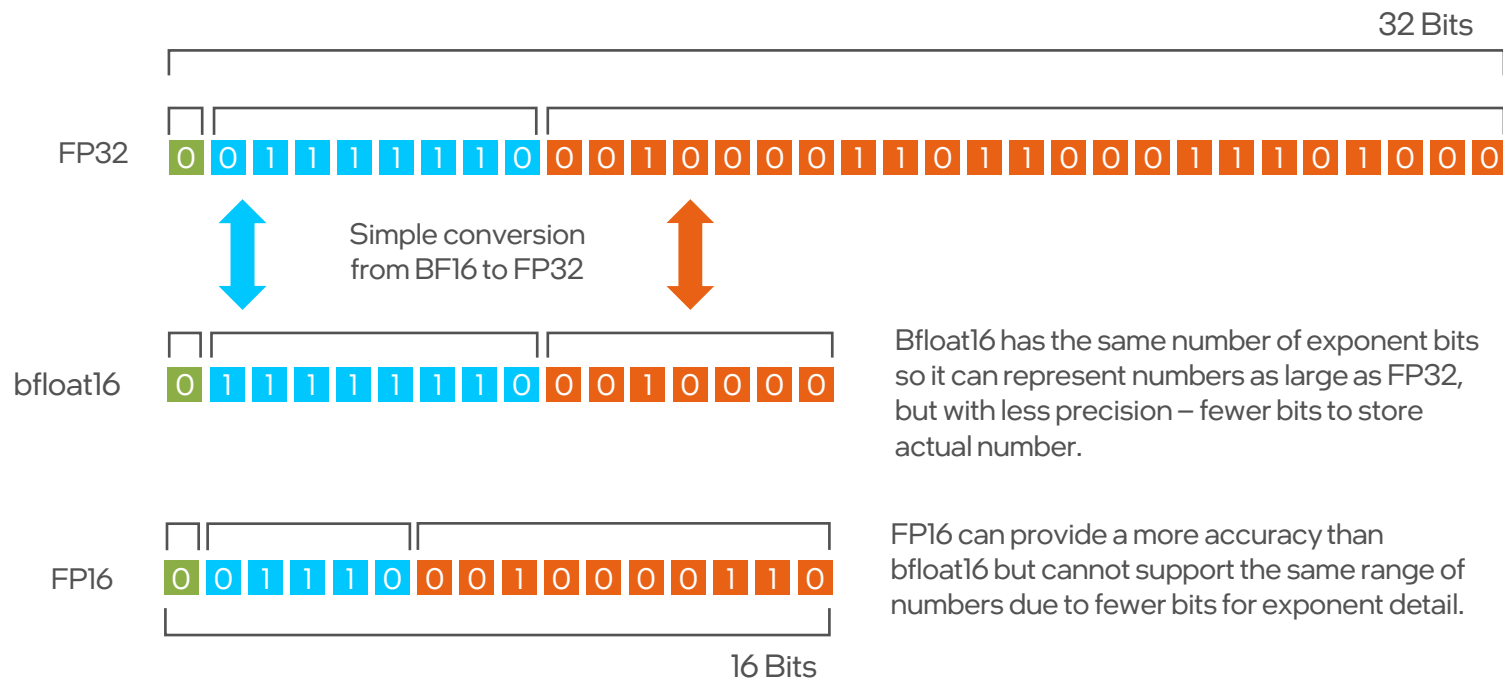 32 Bits
FP32
0 0 1 1 1 1 1 1 0 0 0 1 0 0 0 0 1 1 0 1 1 0 0 0 1 1 1 0 1 0 0 0
Simple conversion
from BF16 to FP32
bfloat16
0 1 1 1 1 1 1 1 0 0 0 1 0 0 0 0
Bfloat16 has the same number of exponent bits
so it can represent numbers as large as FP32,
but with less precision – fewer bits to store
actual number.
FP16
0 0 1 1 1 0 0 0 1 0 0 0 0 1 1 0
FP16 can provide a more accuracy than
bfloat16 but cannot support the same range of
numbers due to fewer bits for exponent detail.
16 Bits